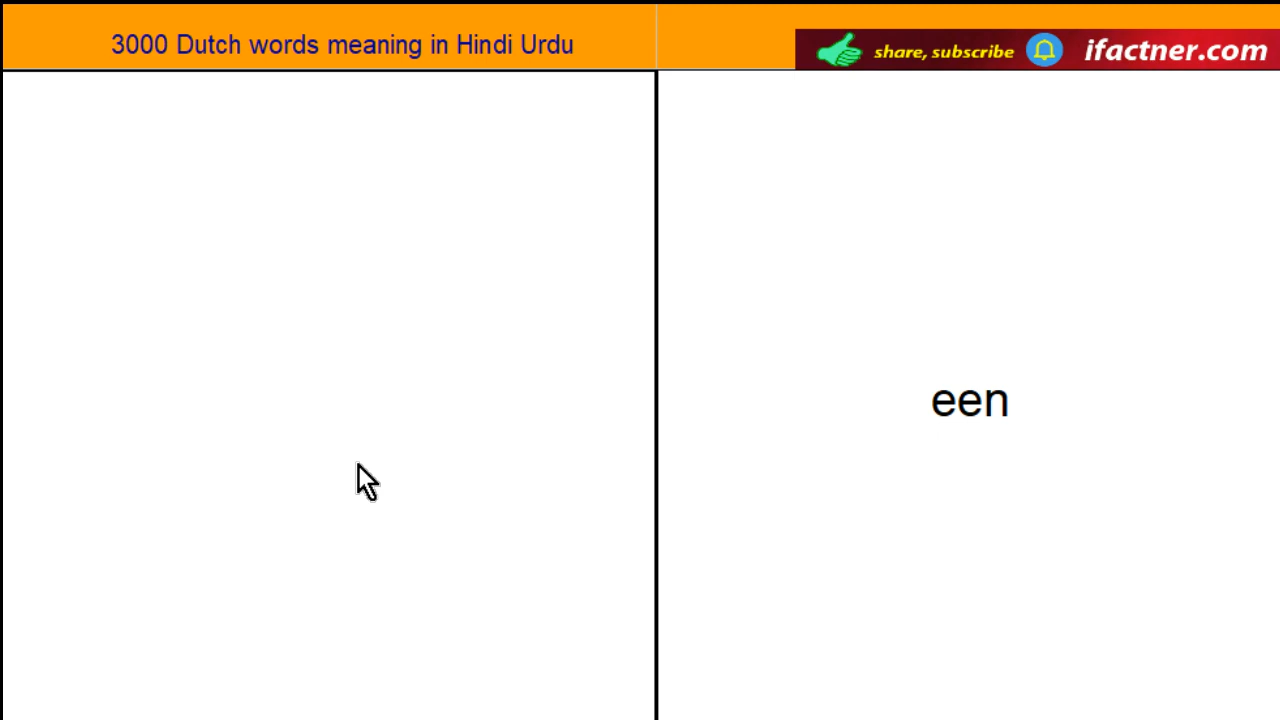 3000 Dutch words meaning in Hindi Urdu
share, subscribe
ifactner.com
een